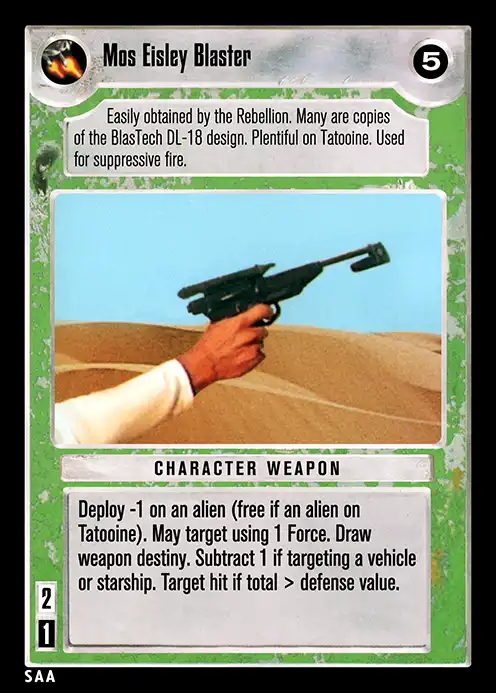 Mos Eisley Blaster
5
Easily obtained by the Rebellion. Many are copies
of the BlasTech DL-18 design. Plentiful on Tatooine. Used
for suppressive fire.
CHARACTER WEAPON
Deploy -1 on an alien (free if an alien on
Tatooine). May target using 1 Force. Draw
weapon destiny. Subtract 1 if targeting a vehicle
or starship. Target hit if total > defense value.
2
1
SAA